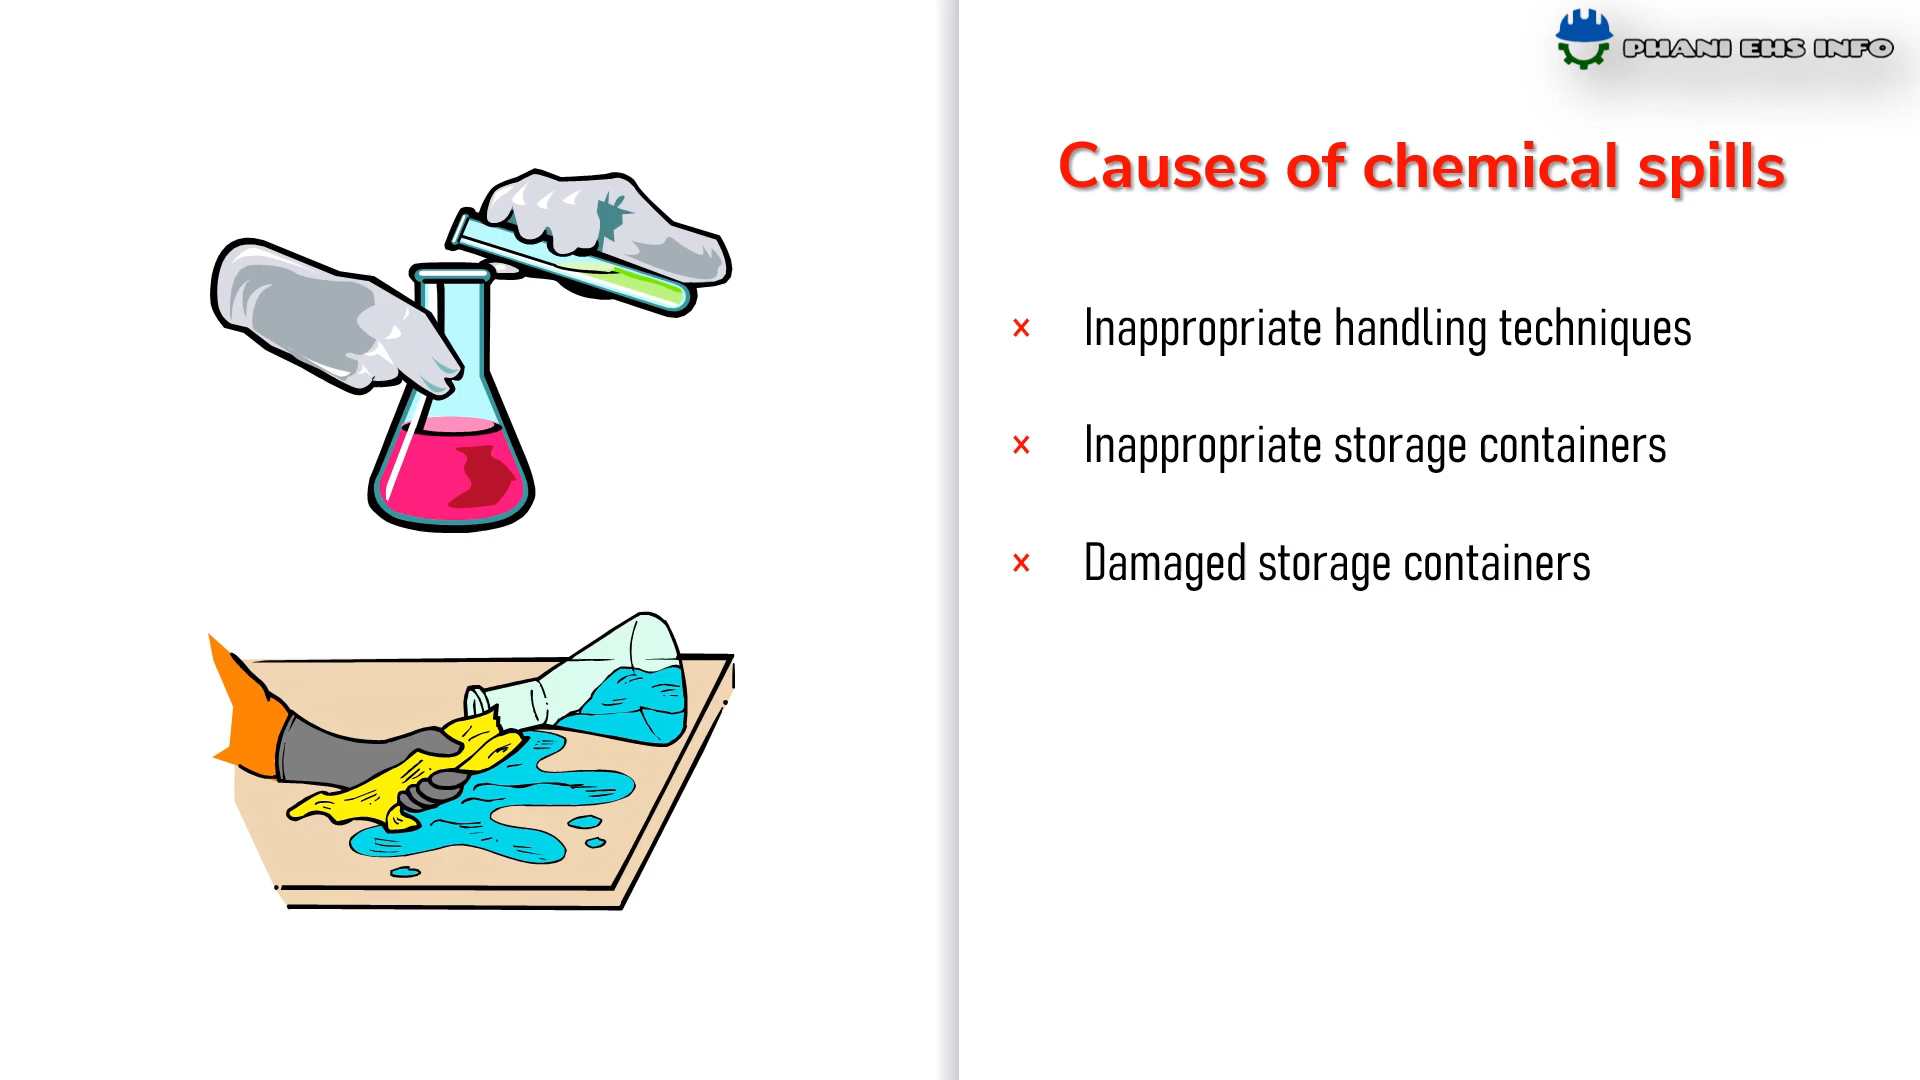 PHANI EHS INFO
Causes of chemical spills
× Inappropriate handling techniques
× Inappropriate storage containers
× Damaged storage containers